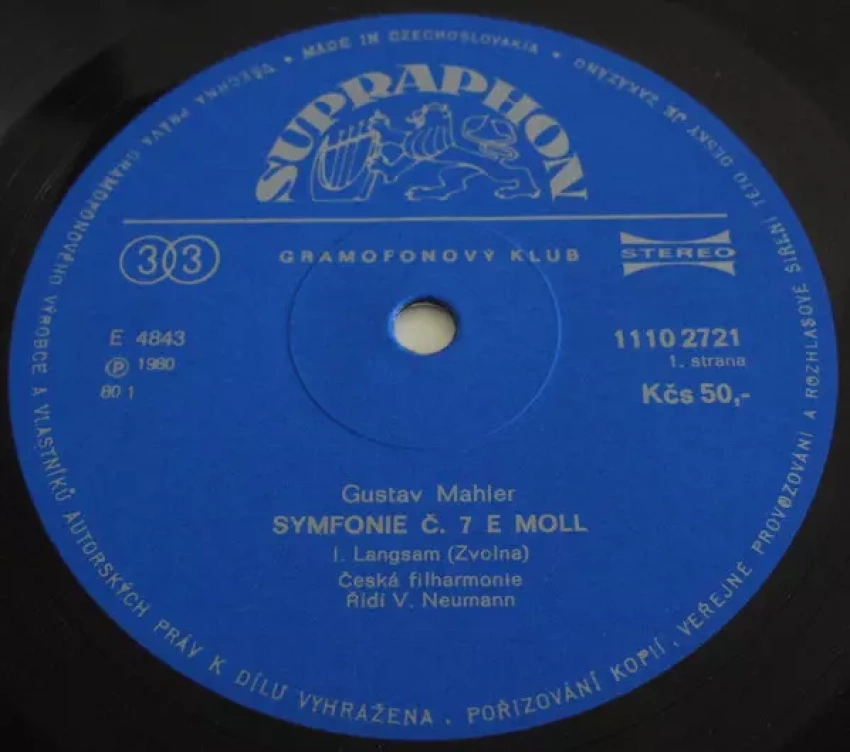 VŠECHNA PRÁVA GRAMOFONOVÉHO VÝROBCE A VLASTNÍKŮ AUTORSKÝCH PRÁV K DÍLU VYHRAŽENA . POŘIZOVÁNÍ KOPIÍ , VEŘEJNÉ PROVOZOVÁNÍ A ROZHLASOVÉ ŠÍŘENÍ TÉTO DESKY JE ZAKÁZÁNO • MADE IN CZECHOSLOVAKIA •
SUPRAPHON
33
GRAMOFONOVÝ KLUB
STEREO
E 4843
Ⓟ 1980
80 1
1110 2721
1. strana
Kčs 50,-
Gustav Mahler
SYMFONIE Č. 7 E MOLL
I. Langsam (Zvolna)
Česká filharmonie
Řídí V. Neumann